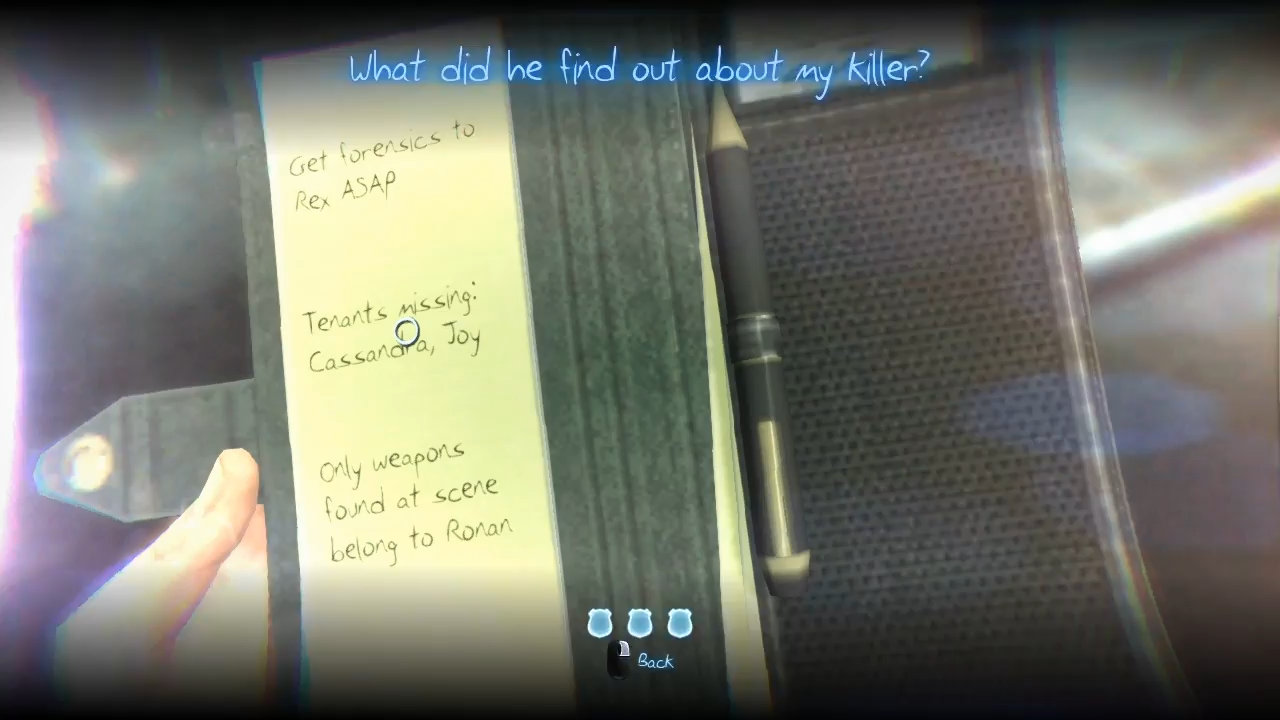 What did he find out about my killer?
Get forensics to
Rex ASAP
Tenants missing:
Cassandra, Joy
Only weapons
found at scene
belong to Ronan
Back